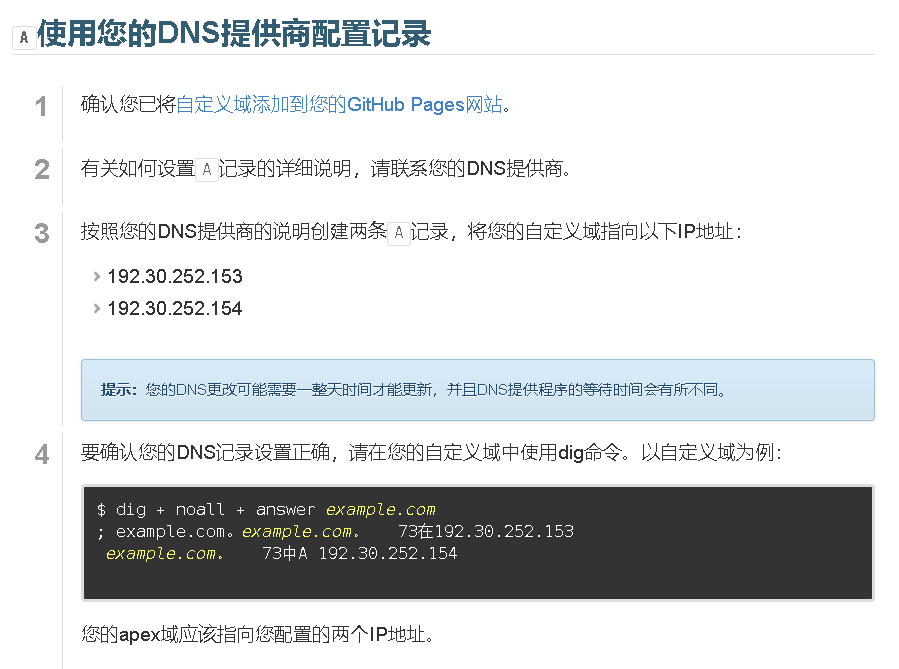 A使用您的DNS提供商配置记录
1 确认您已将自定义域添加到您的GitHub Pages网站。
2 有关如何设置A记录的详细说明，请联系您的DNS提供商。
3 按照您的DNS提供商的说明创建两条A记录，将您的自定义域指向以下IP地址：
192.30.252.153
192.30.252.154
提示：您的DNS更改可能需要一整天时间才能更新，并且DNS提供程序的等待时间会有所不同。
4 要确认您的DNS记录设置正确，请在您的自定义域中使用dig命令。以自定义域为例：
$ dig + noall + answer example.com
; example.com。example.com. 73在192.30.252.153
example.com. 73中A 192.30.252.154
您的apex域应该指向您配置的两个IP地址。